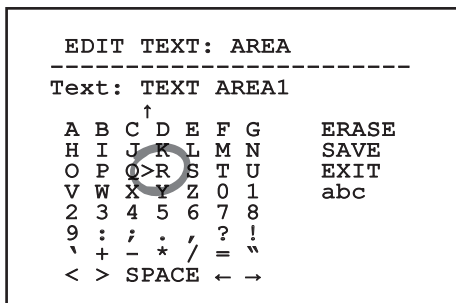 EDIT TEXT: AREA
--------------------------
Text: TEXT AREA1
↑
A B C D E F G ERASE
H I J K L M N SAVE
O P Q>R S T U EXIT
V W X Y Z 0 1 abc
2 3 4 5 6 7 8
9 : ; . , ? !
‵ + - * / = ‶
< > SPACE ← →